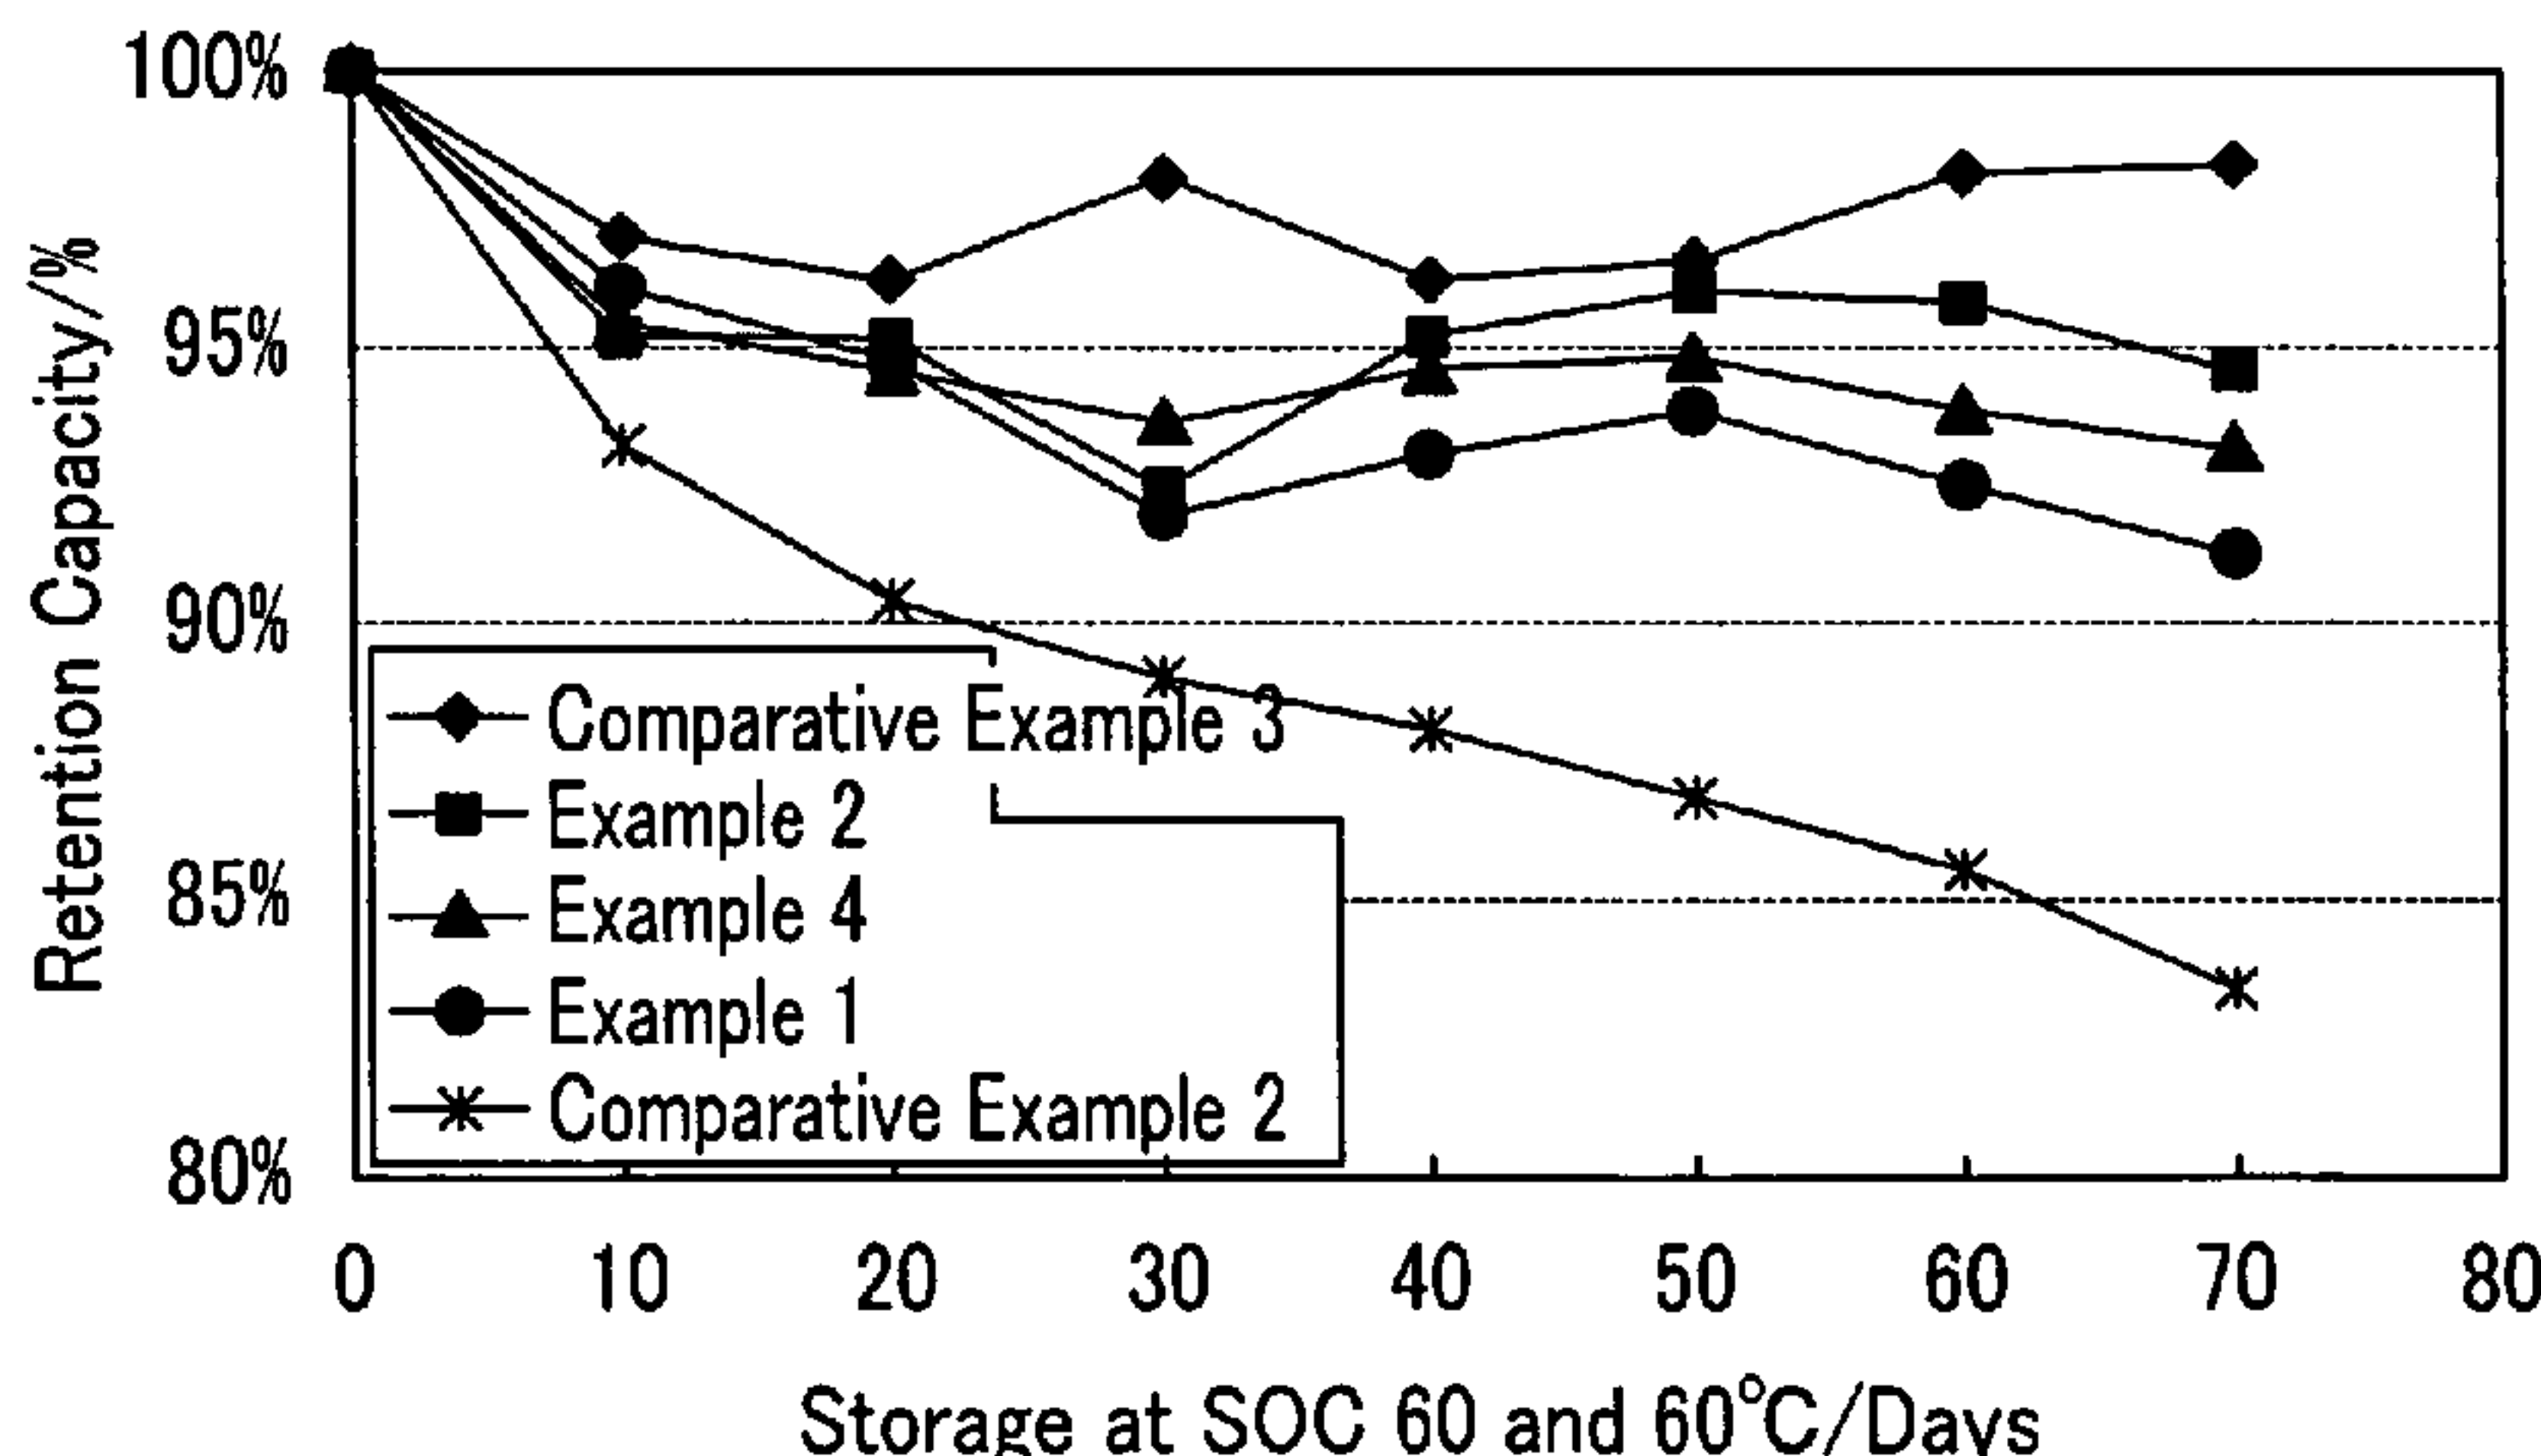 100%
95%
90%
85%
80%
Retention Capacity/%
Comparative Example 3
Example 2
Example 4
Example 1
Comparative Example 2
0 10 20 30 40 50 60 70 80
Storage at SOC 60 and 60°C/Days